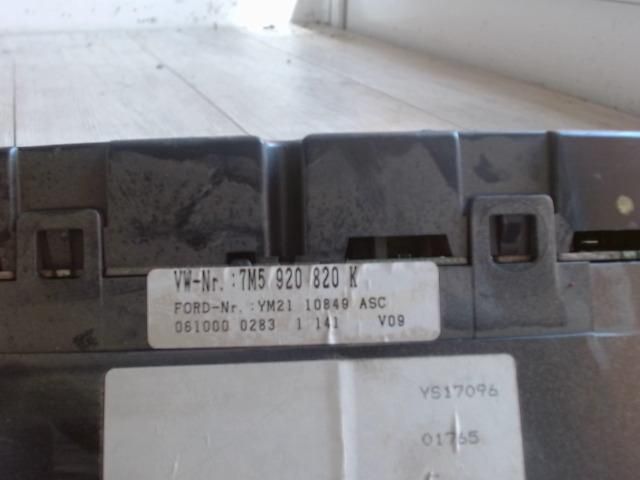 VW-Nr.:7M5 920 820 K
FORD-Nr.:YM21 10849 ASC
061000 0283 1 141 V09
YS17096
01765